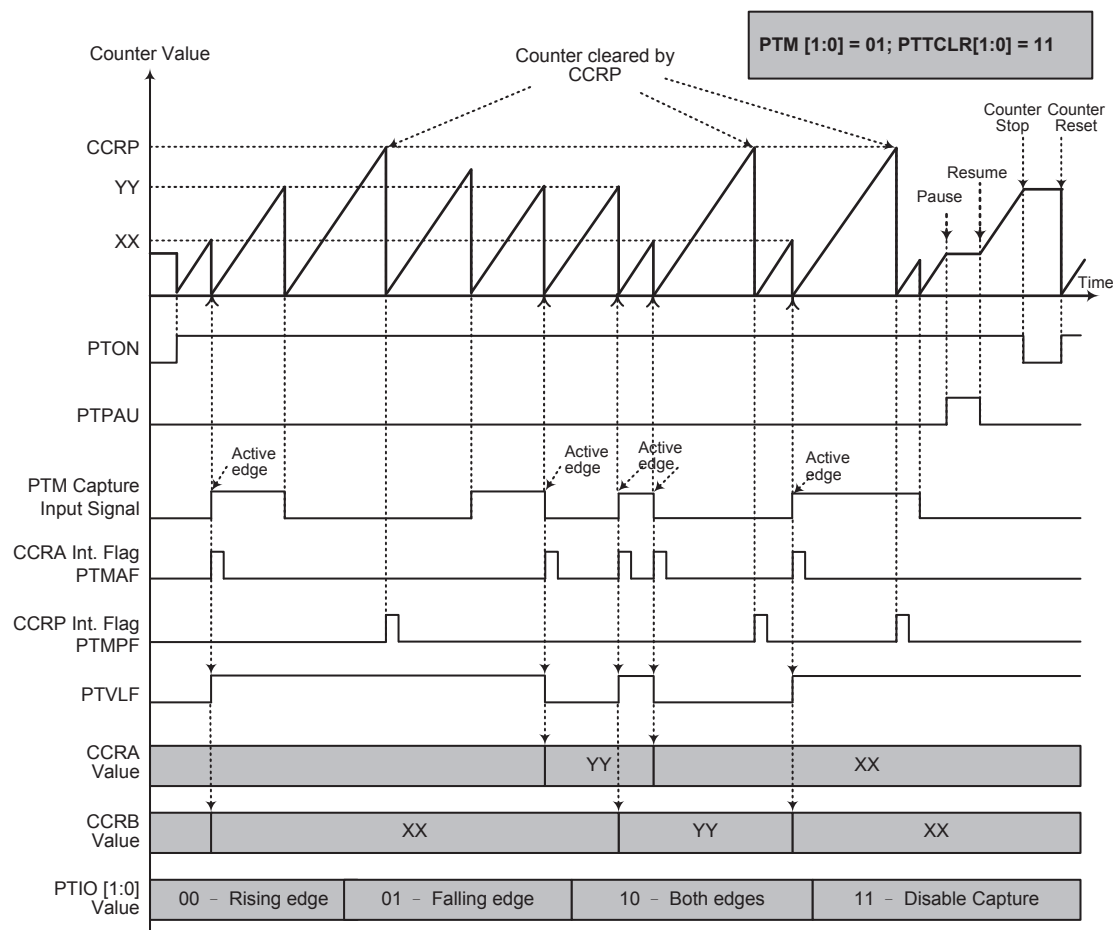 PTM [1:0] = 01; PTTCLR[1:0] = 11
Counter Value
Counter cleared by
CCRP
Counter
Stop
Counter
Reset
CCRP
YY
XX
Pause
Resume
Time
PTON
PTPAU
Active
edge
Active
edge
Active
edge
Active
edge
PTM Capture
Input Signal
CCRA Int. Flag
PTMAF
CCRP Int. Flag
PTMPF
PTVLF
CCRA
Value
YY
XX
CCRB
Value
XX
YY
XX
PTIO [1:0]
Value
00 – Rising edge
01 – Falling edge
10 – Both edges
11 – Disable Capture